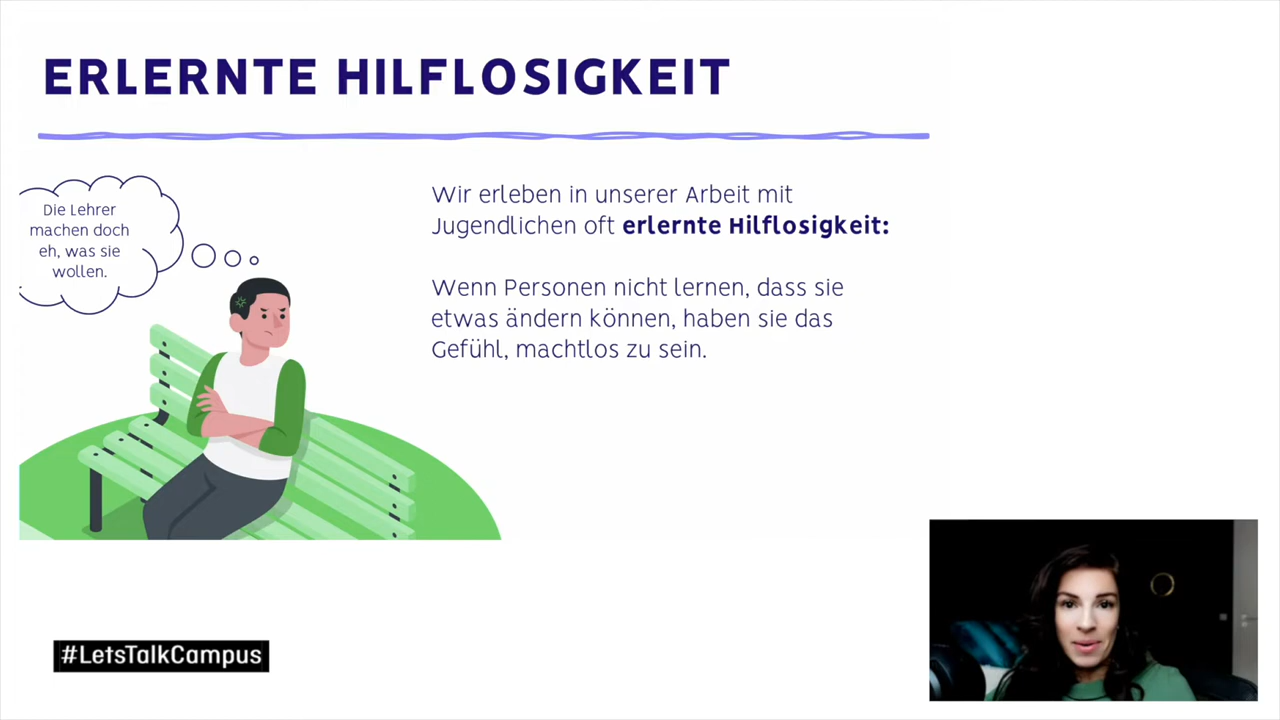 ERLERNTE HILFLOSIGKEIT
Die Lehrer
machen doch
eh, was sie
wollen.
Wir erleben in unserer Arbeit mit
Jugendlichen oft erlernte Hilflosigkeit:
Wenn Personen nicht lernen, dass sie
etwas ändern können, haben sie das
Gefühl, machtlos zu sein.
#LetsTalkCampus